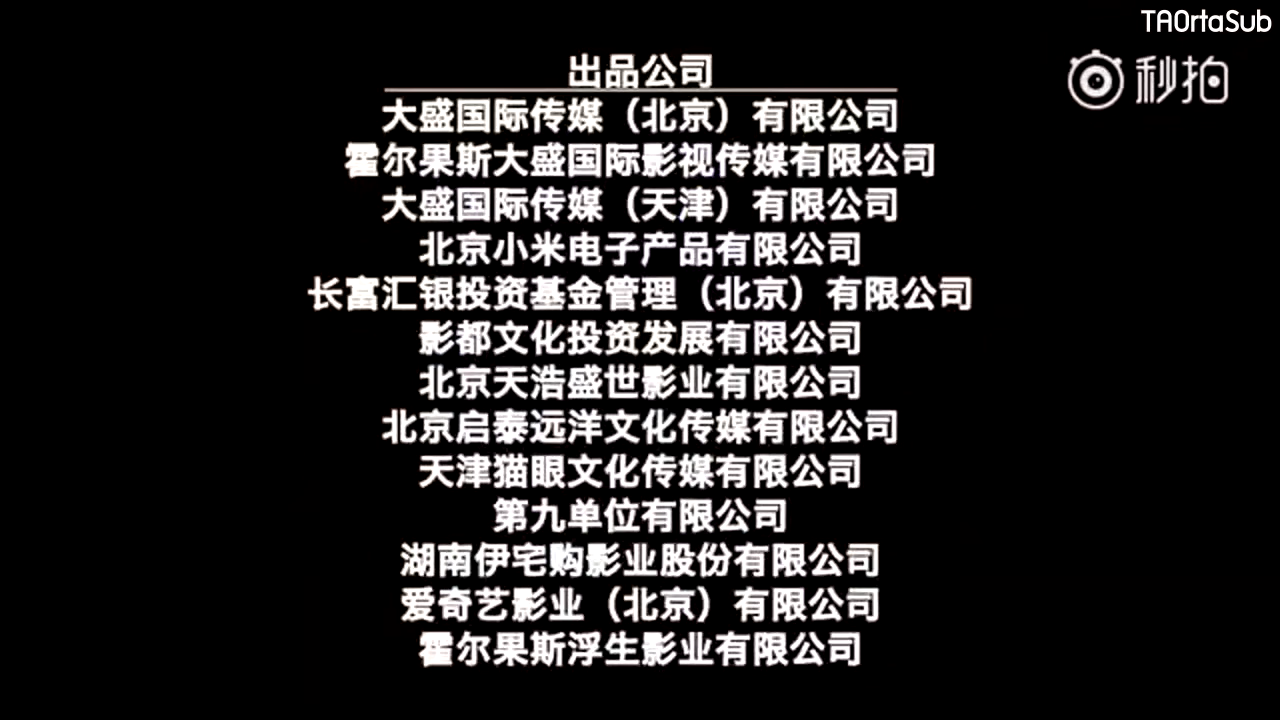 TAOrtaSub
秒拍
出品公司
大盛国际传媒（北京）有限公司
霍尔果斯大盛国际影视传媒有限公司
大盛国际传媒（天津）有限公司
北京小米电子产品有限公司
长富汇银投资基金管理（北京）有限公司
影都文化投资发展有限公司
北京天浩盛世影业有限公司
北京启泰远洋文化传媒有限公司
天津猫眼文化传媒有限公司
第九单位有限公司
湖南伊宅购影业股份有限公司
爱奇艺影业（北京）有限公司
霍尔果斯浮生影业有限公司